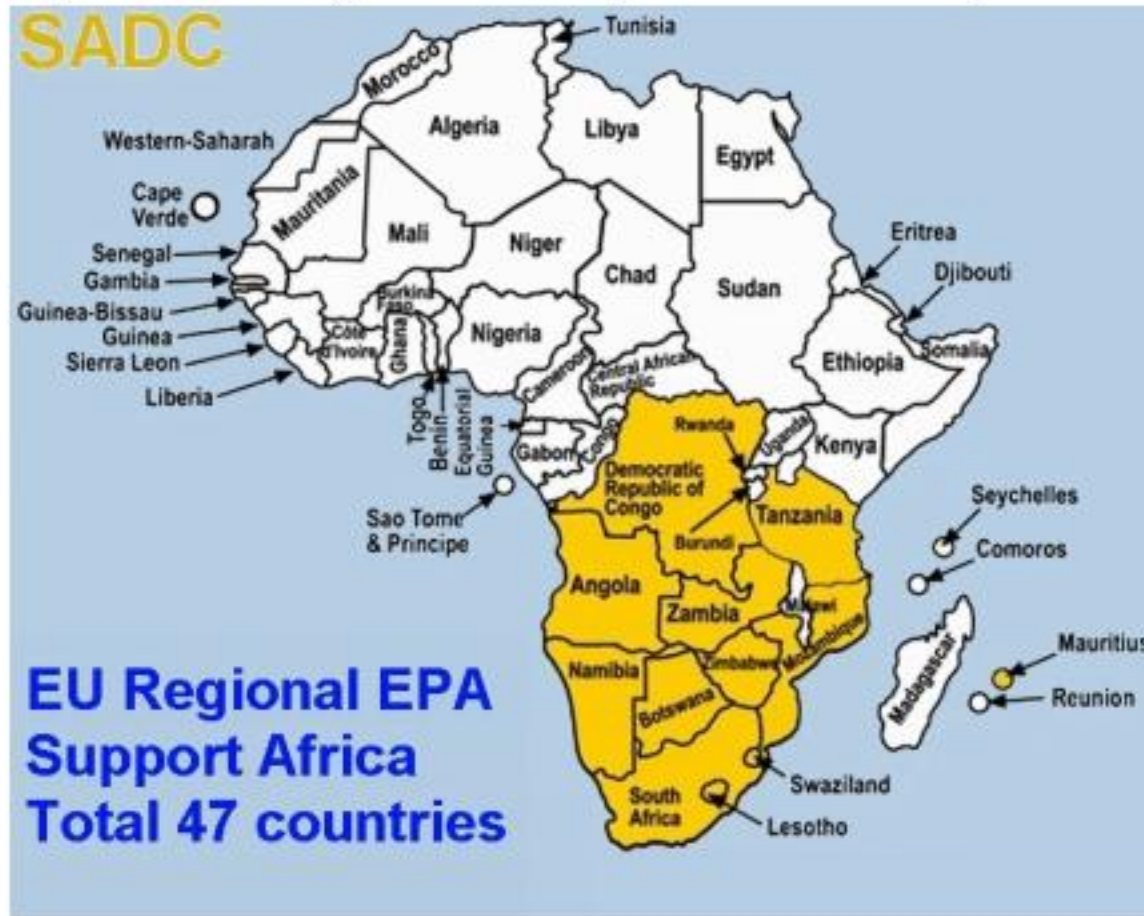 SADC
Tunisia
Morocco
Algeria
Libya
Egypt
Western-Saharah
Cape
Verde
Mauritania
Mali
Niger
Chad
Sudan
Eritrea
Djibouti
Senegal
Gambia
Guinea-Bissau
Guinea
Sierra Leon
Liberia
Burkina
Faso
Côte
d'Ivoire
Ghana
Nigeria
Togo
Benin
Equatorial
Guinea
Cameroon
Central African
Republic
Ethiopia
Somalia
Gabon
Congo
Rwanda
Uganda
Kenya
Democratic
Republic of
Congo
Tanzania
Burundi
Sao Tome
& Principe
Seychelles
Comoros
Angola
Zambia
Malawi
Mozambique
Madagascar
Mauritius
Reunion
Namibia
Zimbabwe
Botswana
Swaziland
South
Africa
Lesotho
EU Regional EPA
Support Africa
Total 47 countries